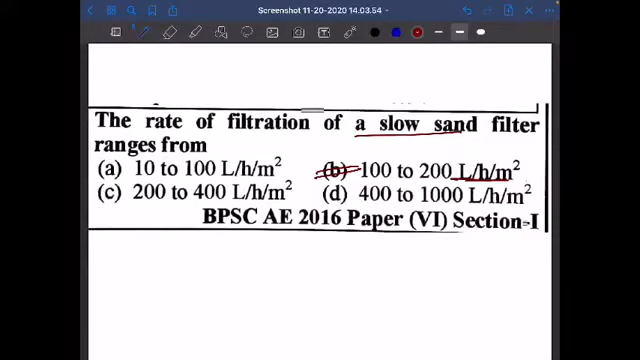 Screenshot 11-20-2020 14.03.54
The rate of filtration of a slow sand filter
ranges from
(a) 10 to 100 L/h/m² (b) 100 to 200 L/h/m²
(c) 200 to 400 L/h/m² (d) 400 to 1000 L/h/m²
BPSC AE 2016 Paper (VI) Section-I